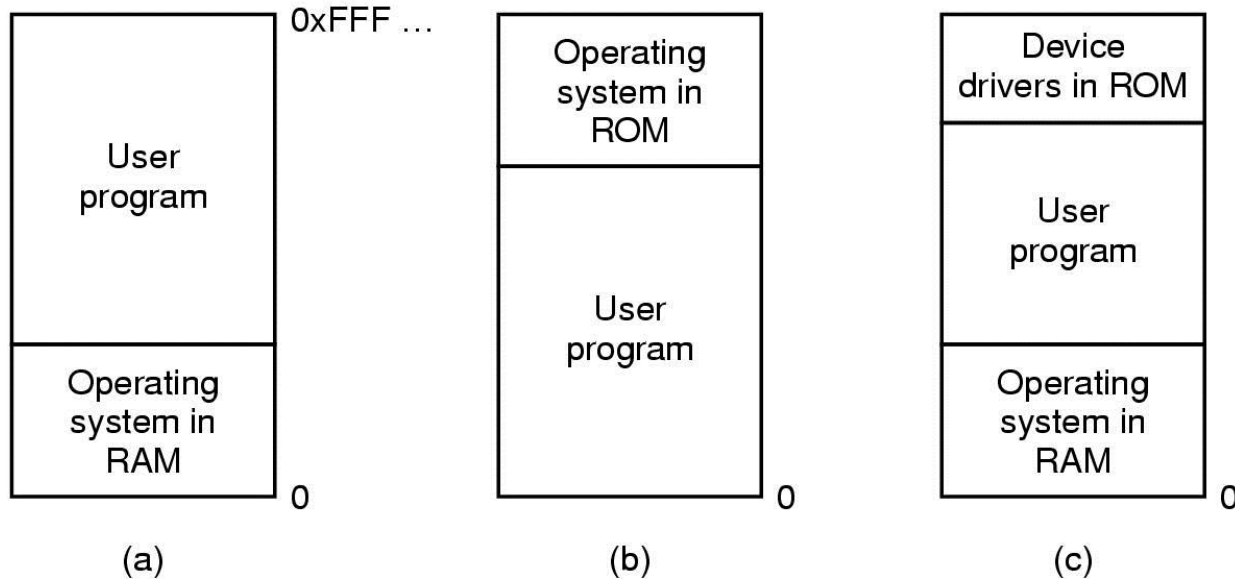 0xFFF …
User
program
Operating
system in
RAM
0
(a)
Operating
system in
ROM
User
program
0
(b)
Device
drivers in ROM
User
program
Operating
system in
RAM
0
(c)